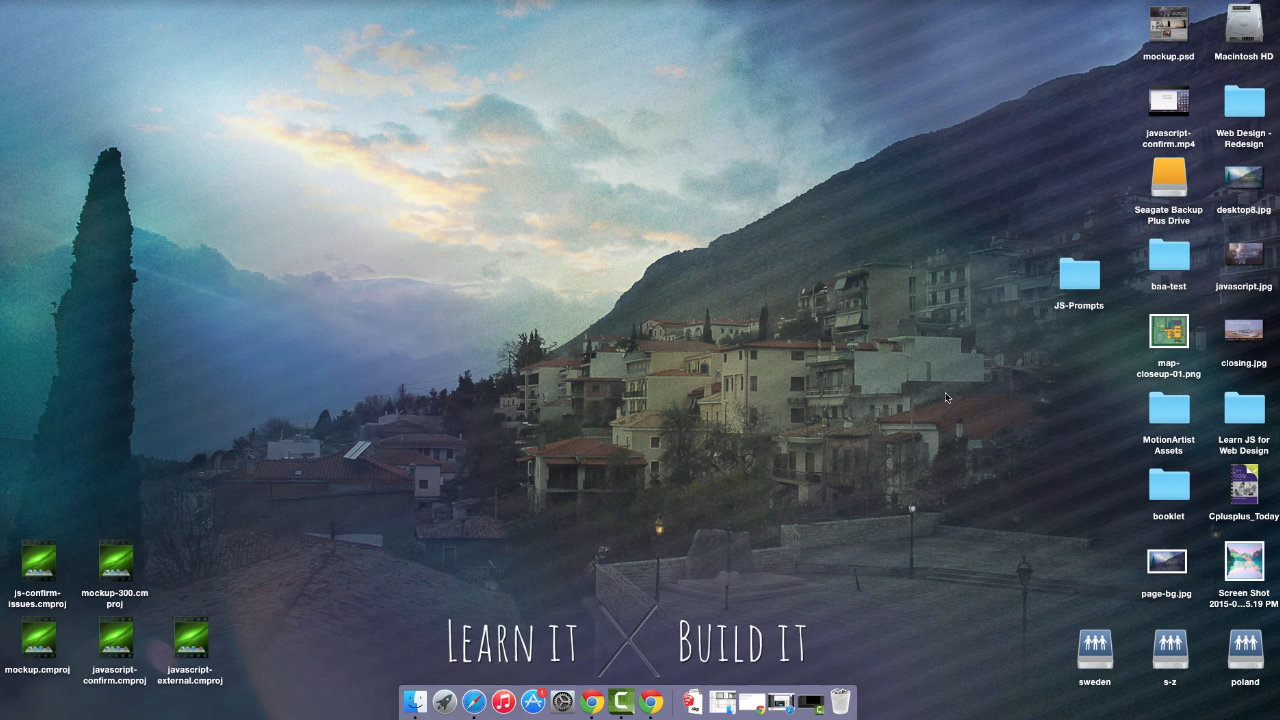 mockup.psd
Macintosh HD
javascript-
confirm.mp4
Web Design -
Redesign
Seagate Backup
Plus Drive
desktop8.jpg
baa-test
javascript.jpg
JS-Prompts
map-
closeup-01.png
closing.jpg
MotionArtist
Assets
Learn JS for
Web Design
booklet
Cplusplus_Today
page-bg.jpg
Screen Shot
2015-0...5.19 PM
js-confirm-
issues.cmproj
mockup-300.cm
proj
mockup.cmproj
javascript-
confirm.cmproj
javascript-
external.cmproj
LEARN IT BUILD IT
sweden
s-z
poland